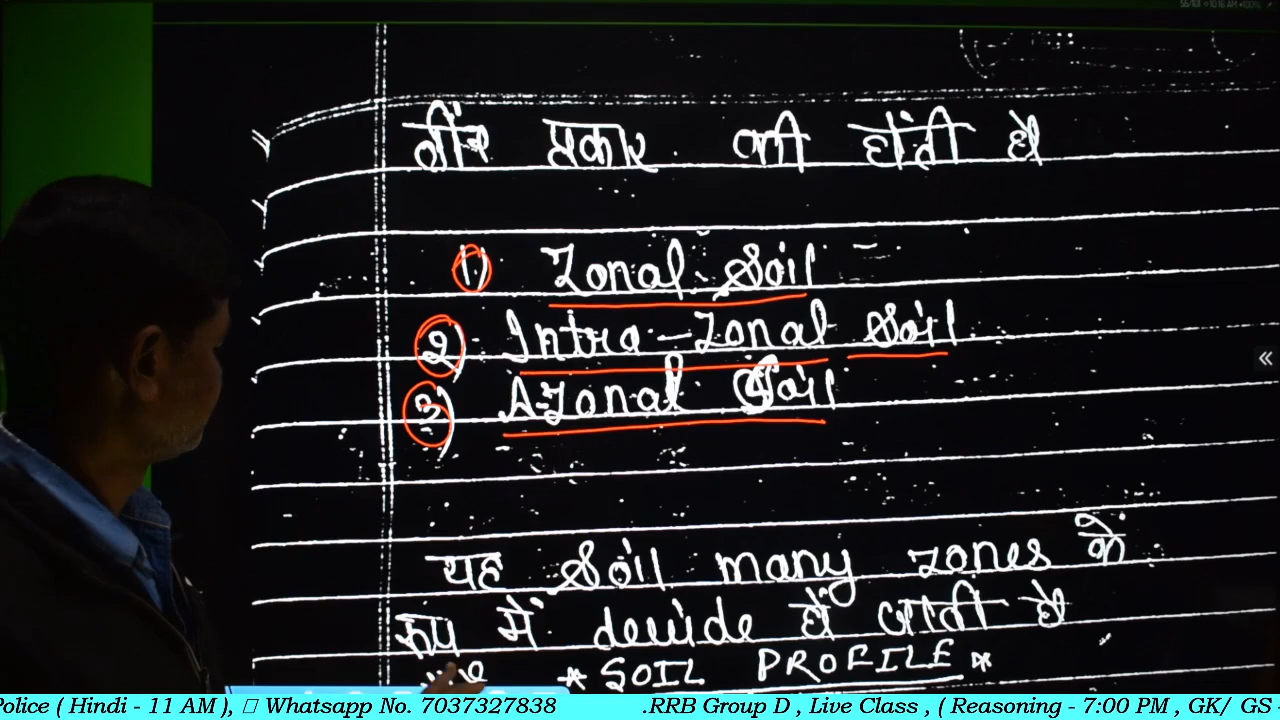 तीन प्रकार की होती है
1) Zonal Soil
2) Intra-Zonal Soil
3) A-Zonal Soil
यह Soil many zones के
रूप में decide हो जाती है
* SOIL PROFILE *
Police ( Hindi - 11 AM ), Whatsapp No. 7037327838 .RRB Group D , Live Class , ( Reasoning - 7:00 PM , GK/ GS -